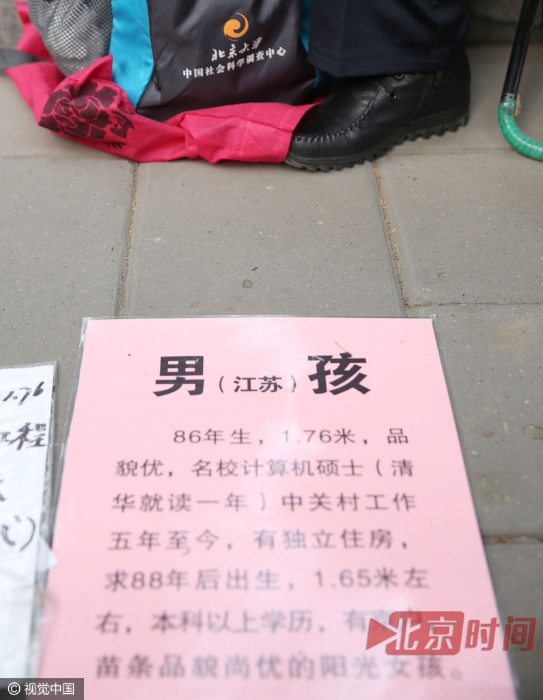 北京大学
中国社会科学调查中心
男（江苏）孩
86年生，1.76米，品
貌优，名校计算机硕士（清
华就读一年）中关村工作
五年至今，有独立住房，
求88年后出生，1.65米左
右，本科以上学历，有
苗条品貌尚优的阳光女孩。
1.76
工程
北京时间
©视觉中国